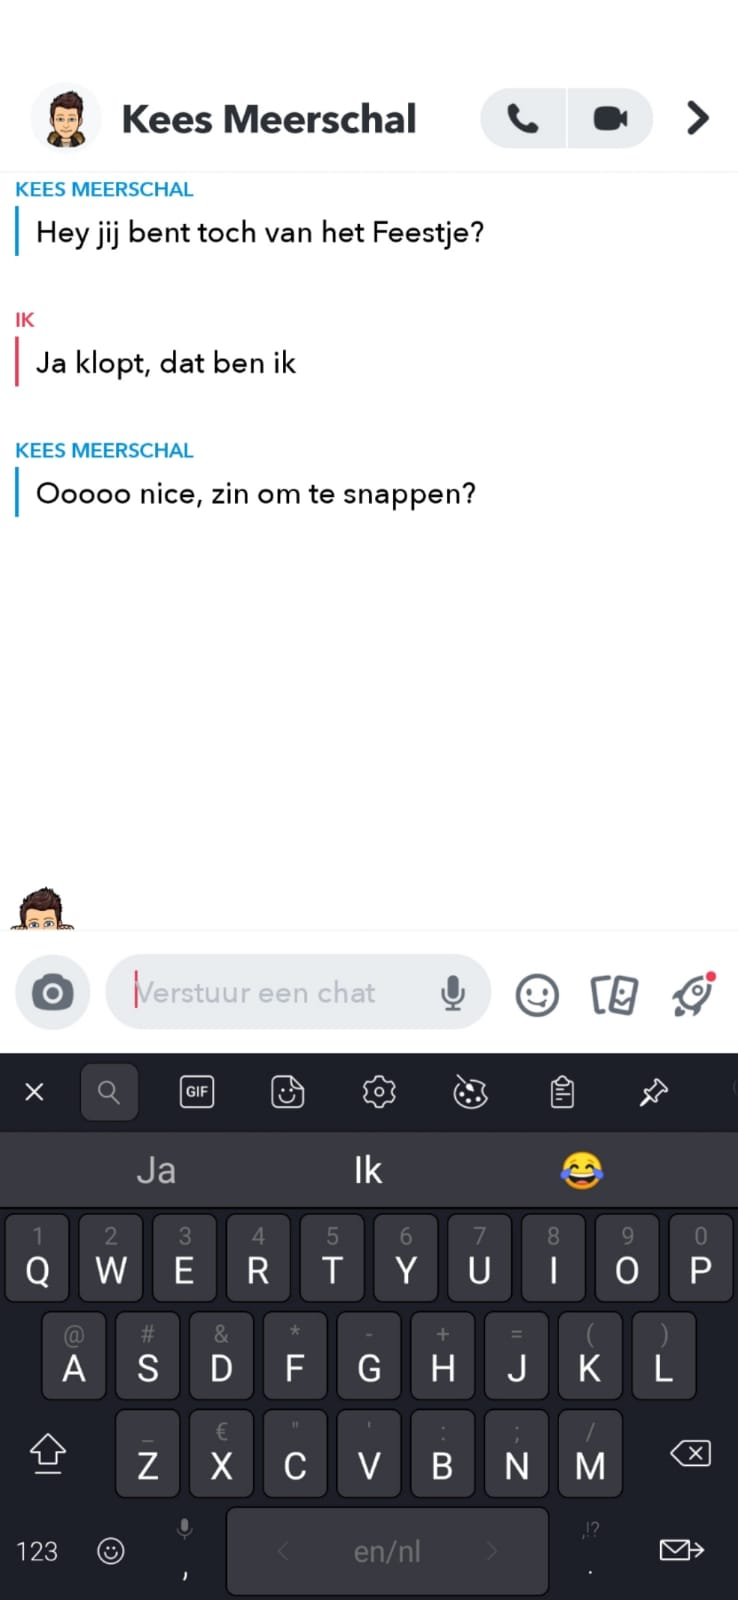 Kees Meerschal
KEES MEERSCHAL
Hey jij bent toch van het Feestje?
IK
Ja klopt, dat ben ik
KEES MEERSCHAL
Ooooo nice, zin om te snappen?
Verstuur een chat
GIF
Ja Ik 😂
1 2 3 4 5 6 7 8 9 0
Q W E R T Y U I O P
@ # & * - + = ( )
A S D F G H J K L
_ € " ' : ; /
Z X C V B N M
,!?
123 , < en/nl > .